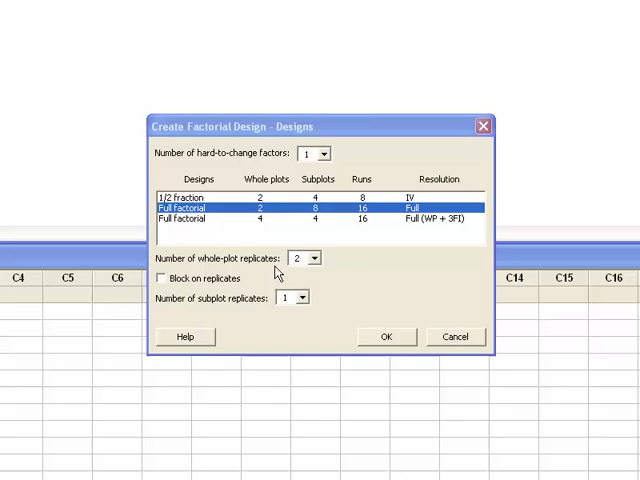 Create Factorial Design - Designs
Number of hard-to-change factors: 1
Designs Whole plots Subplots Runs Resolution
1/2 fraction 2 4 8 IV
Full factorial 2 8 16 Full
Full factorial 4 4 16 Full (WP + 3FI)
Number of whole-plot replicates: 2
Block on replicates
Number of subplot replicates: 1
C4 C5 C6 C14 C15 C16
Help OK Cancel